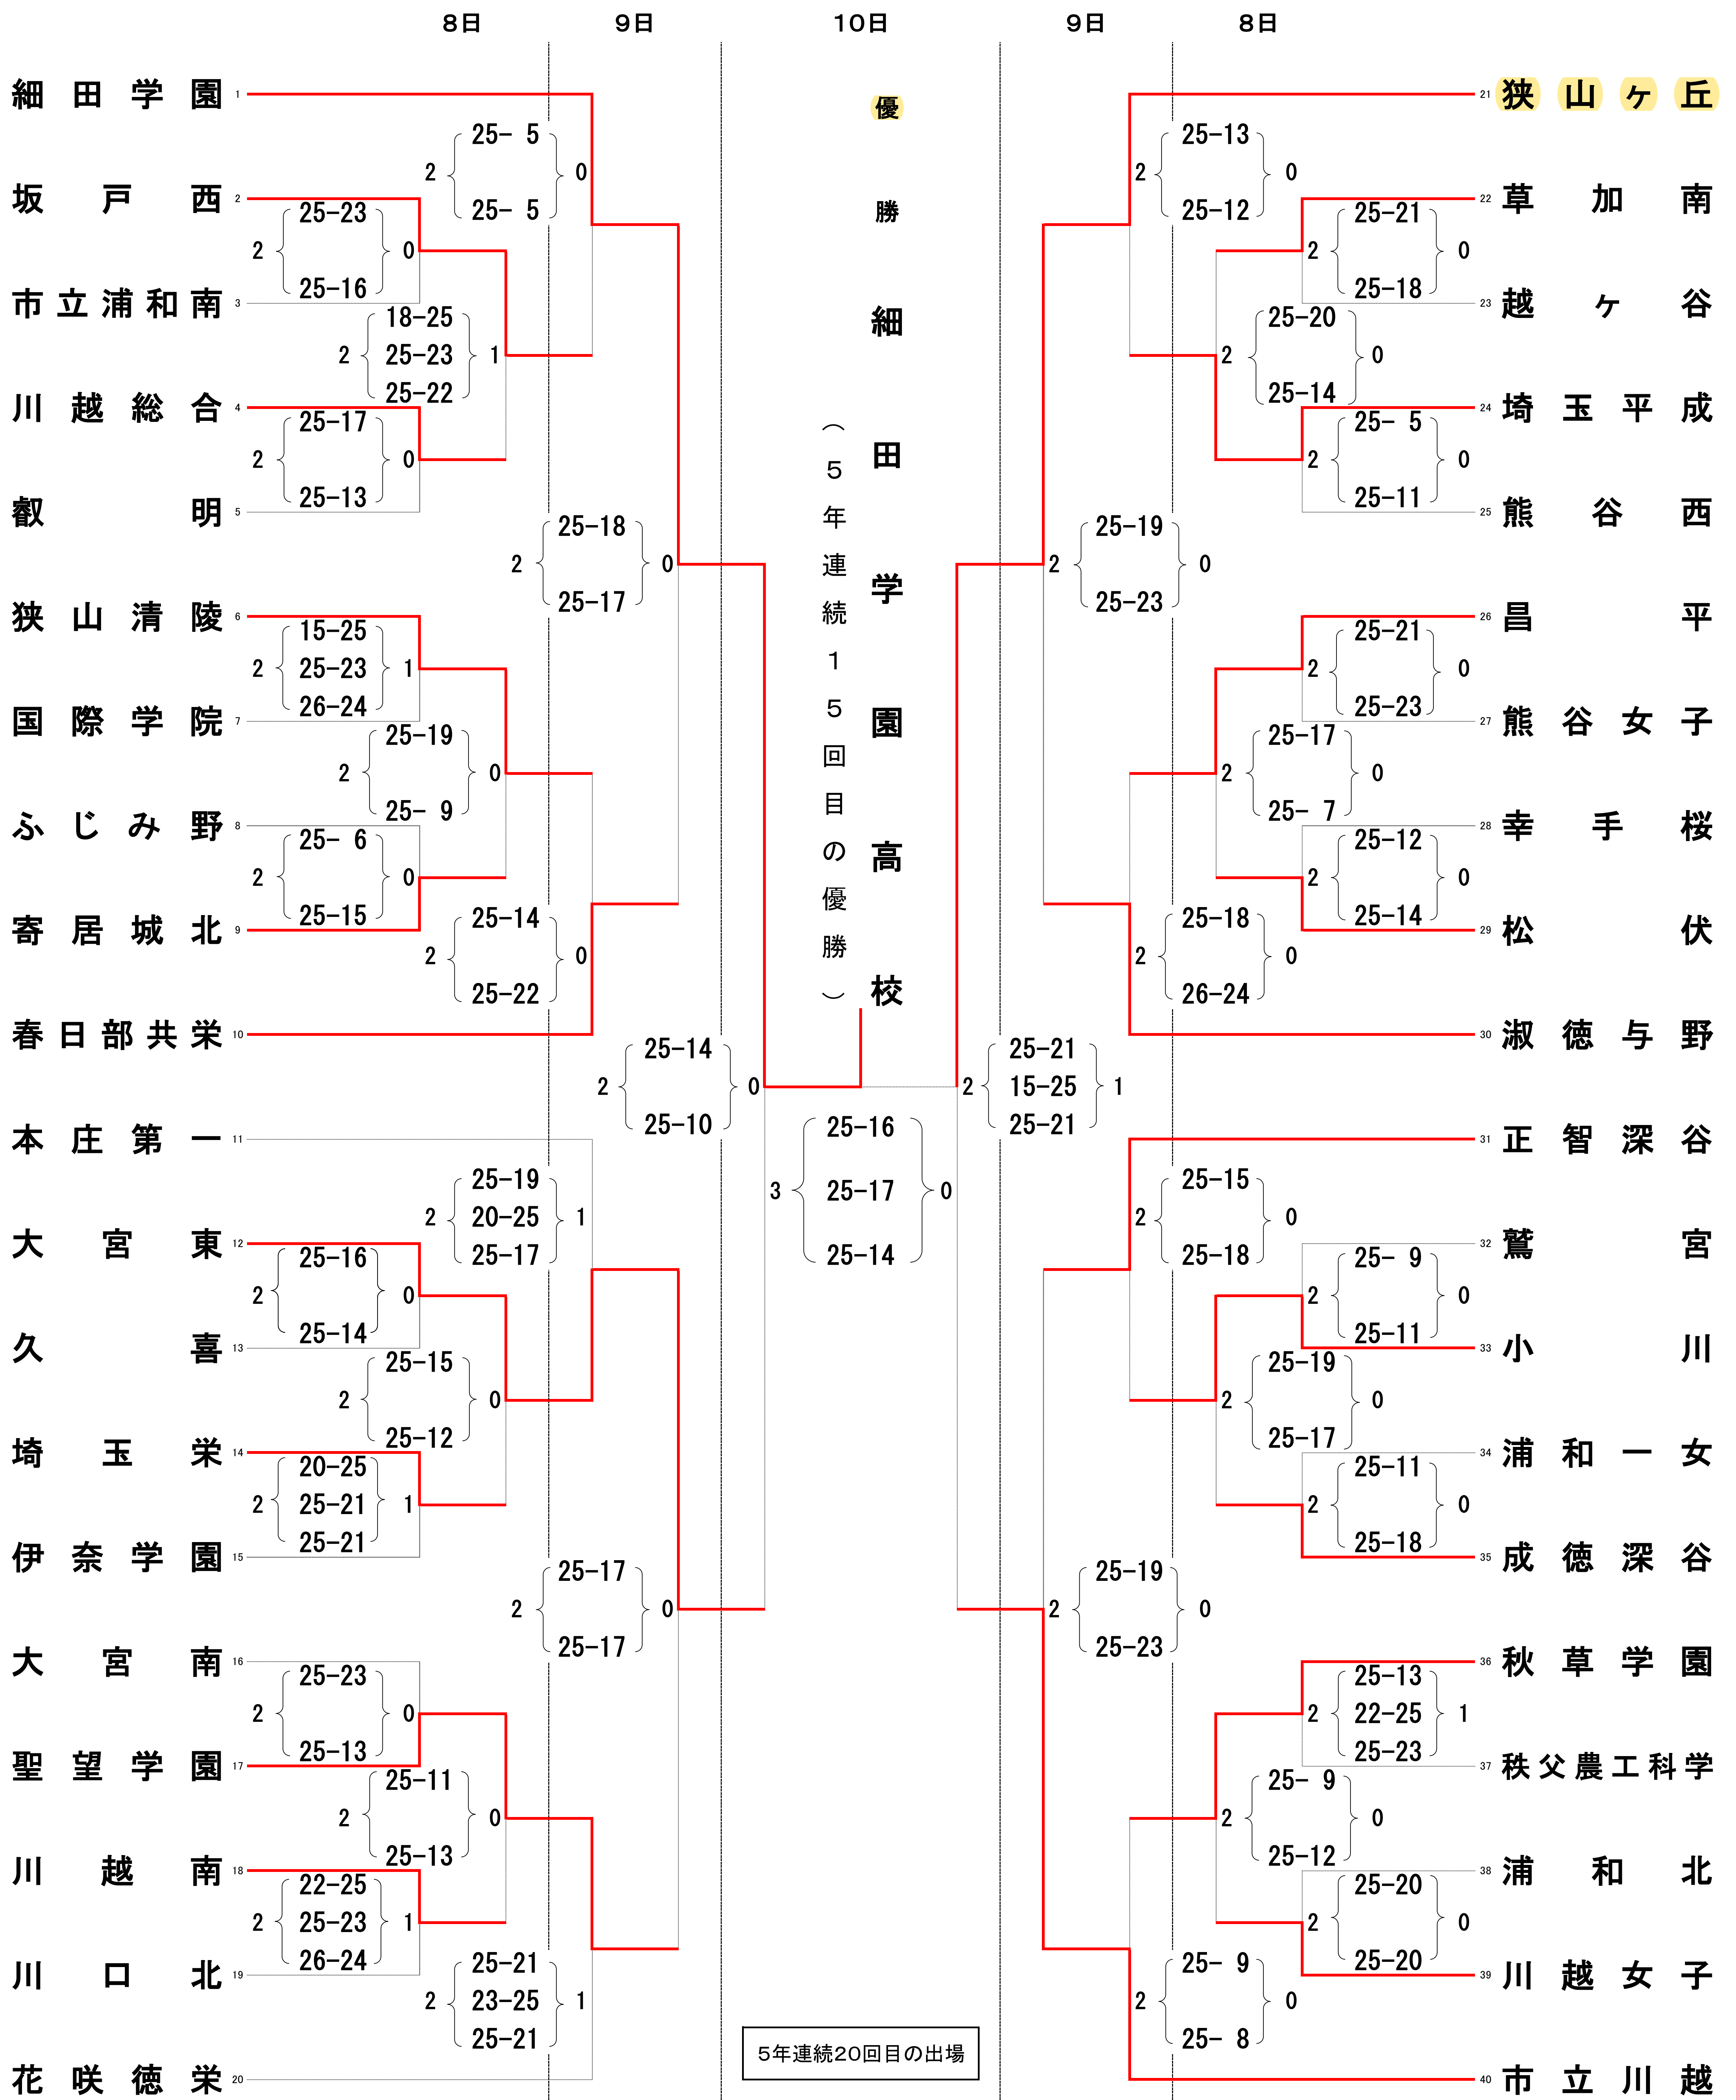 8日 9日 10日 9日 8日
細田学園 1
坂戸西 2
市立浦和南 3
川越総合 4
叡明 5
狭山清陵 6
国際学院 7
ふじみ野 8
寄居城北 9
春日部共栄 10
本庄第一 11
大宮東 12
久喜 13
埼玉栄 14
伊奈学園 15
大宮南 16
聖望学園 17
川越南 18
川口北 19
花咲徳栄 20
2 25-23 0
25-16
2 25-17 0
25-13
2 15-25 1
25-23
26-24
2 25-6 0
25-15
2 25-16 0
25-14
2 20-25 1
25-21
25-21
2 25-23 0
25-13
2 22-25 1
25-23
26-24
2 18-25 1
25-23
25-22
2 25-19 0
25-9
2 25-15 0
25-12
2 25-11 0
25-13
2 25-5 0
25-5
2 25-14 0
25-22
2 25-19 1
20-25
25-17
2 25-21 1
23-25
25-21
2 25-18 0
25-17
2 25-17 0
25-17
2 25-14 0
25-10
優勝 細田学園高校
（5年連続15回目の優勝）
3 25-16 0
25-17
25-14
5年連続20回目の出場
2 25-21 1
15-25
25-21
2 25-19 0
25-23
2 25-19 0
25-23
2 25-13 0
25-12
2 25-18 0
26-24
2 25-15 0
25-18
2 25-9 0
25-8
2 25-20 0
25-14
2 25-17 0
25-7
2 25-19 0
25-17
2 25-9 0
25-12
2 25-21 0
25-18
2 25-5 0
25-11
2 25-21 0
25-23
2 25-12 0
25-14
2 25-9 0
25-11
2 25-11 0
25-18
2 25-13 1
22-25
25-23
2 25-20 0
25-20
21 狭山ヶ丘
22 草加南
23 越ヶ谷
24 埼玉平成
25 熊谷西
26 昌平
27 熊谷女子
28 幸手桜
29 松伏
30 淑徳与野
31 正智深谷
32 鷲宮
33 小川
34 浦和一女
35 成徳深谷
36 秋草学園
37 秩父農工科学
38 浦和北
39 川越女子
40 市立川越